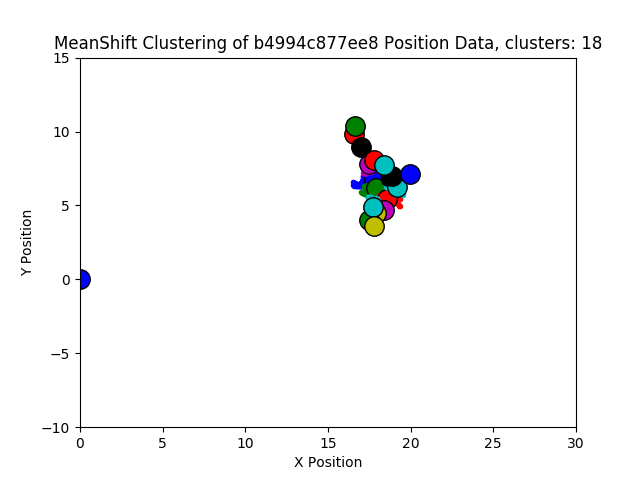 MeanShift Clustering of b4994c877ee8 Position Data, clusters: 18
15
10
5
0
−5
−10
Y Position
0 5 10 15 20 25 30
X Position